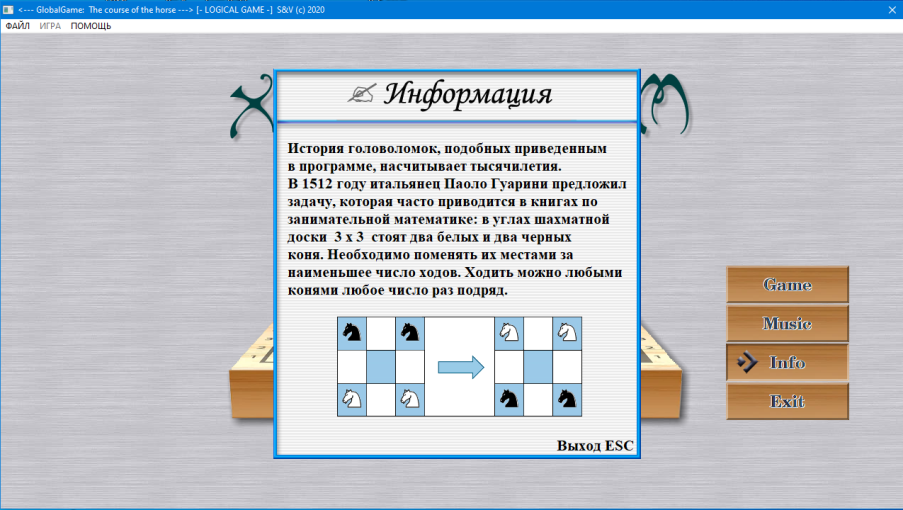 <--- GlobalGame:  The course of the horse ---> [- LOGICAL GAME -]  S&V (c) 2020
ФАЙЛ ИГРА ПОМОЩЬ
Информация
История головоломок, подобных приведенным
в программе, насчитывает тысячилетия.
В 1512 году итальянец Паоло Гуарини предложил
задачу, которая часто приводится в книгах по
занимательной математике: в углах шахматной
доски  3 х 3  стоят два белых и два черных
коня. Необходимо поменять их местами за
наименьшее число ходов. Ходить можно любыми
конями любое число раз подряд.
Game
Music
Info
Exit
Выход ESC